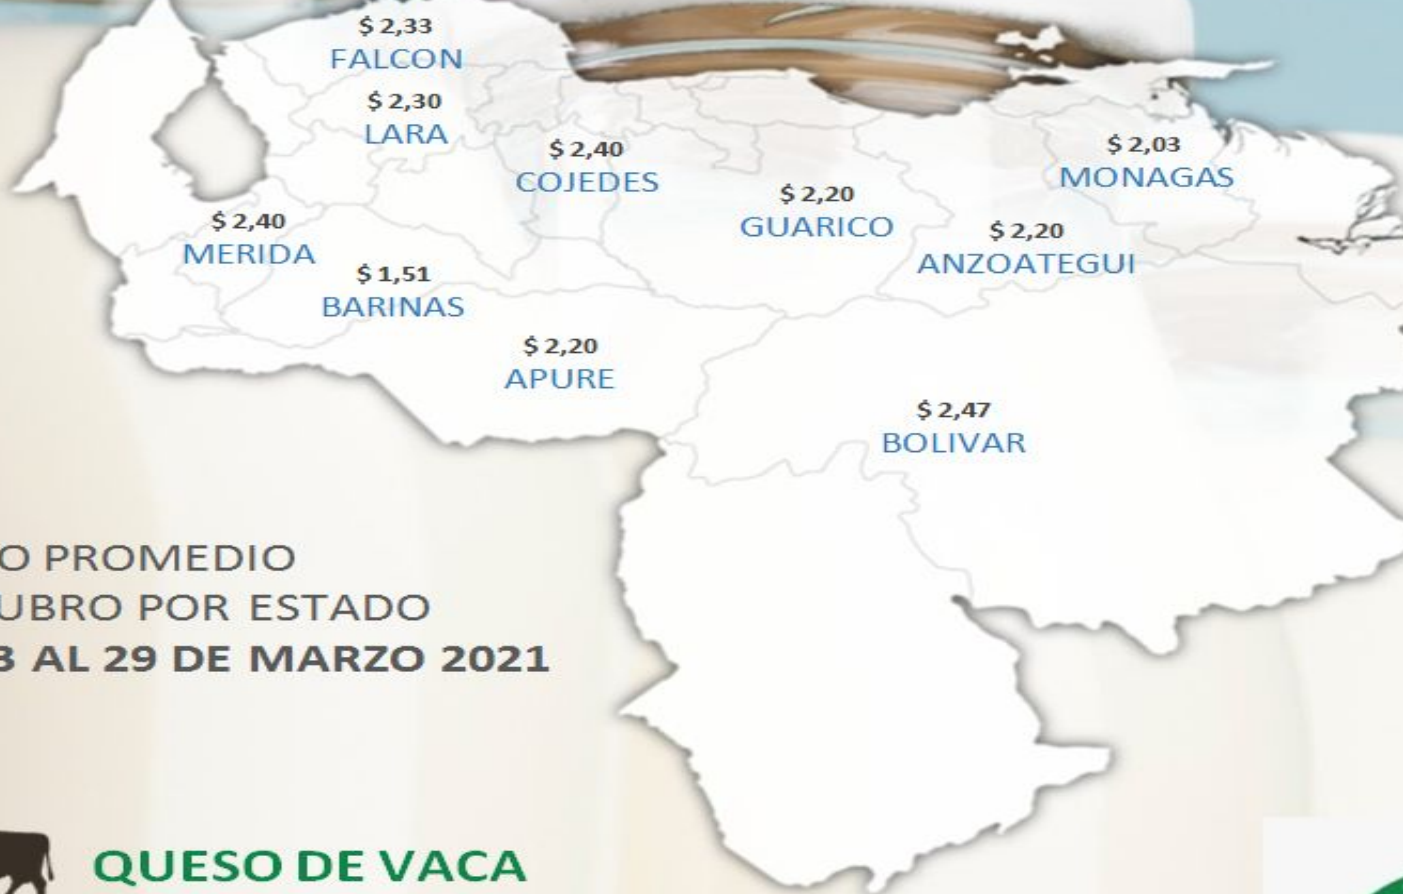 $ 2,33
FALCON
$ 2,30
LARA
$ 2,40
COJEDES
$ 2,03
MONAGAS
$ 2,20
GUARICO
$ 2,40
MERIDA
$ 2,20
ANZOATEGUI
$ 1,51
BARINAS
$ 2,20
APURE
$ 2,47
BOLIVAR
O PROMEDIO
UBRO POR ESTADO
3 AL 29 DE MARZO 2021
QUESO DE VACA